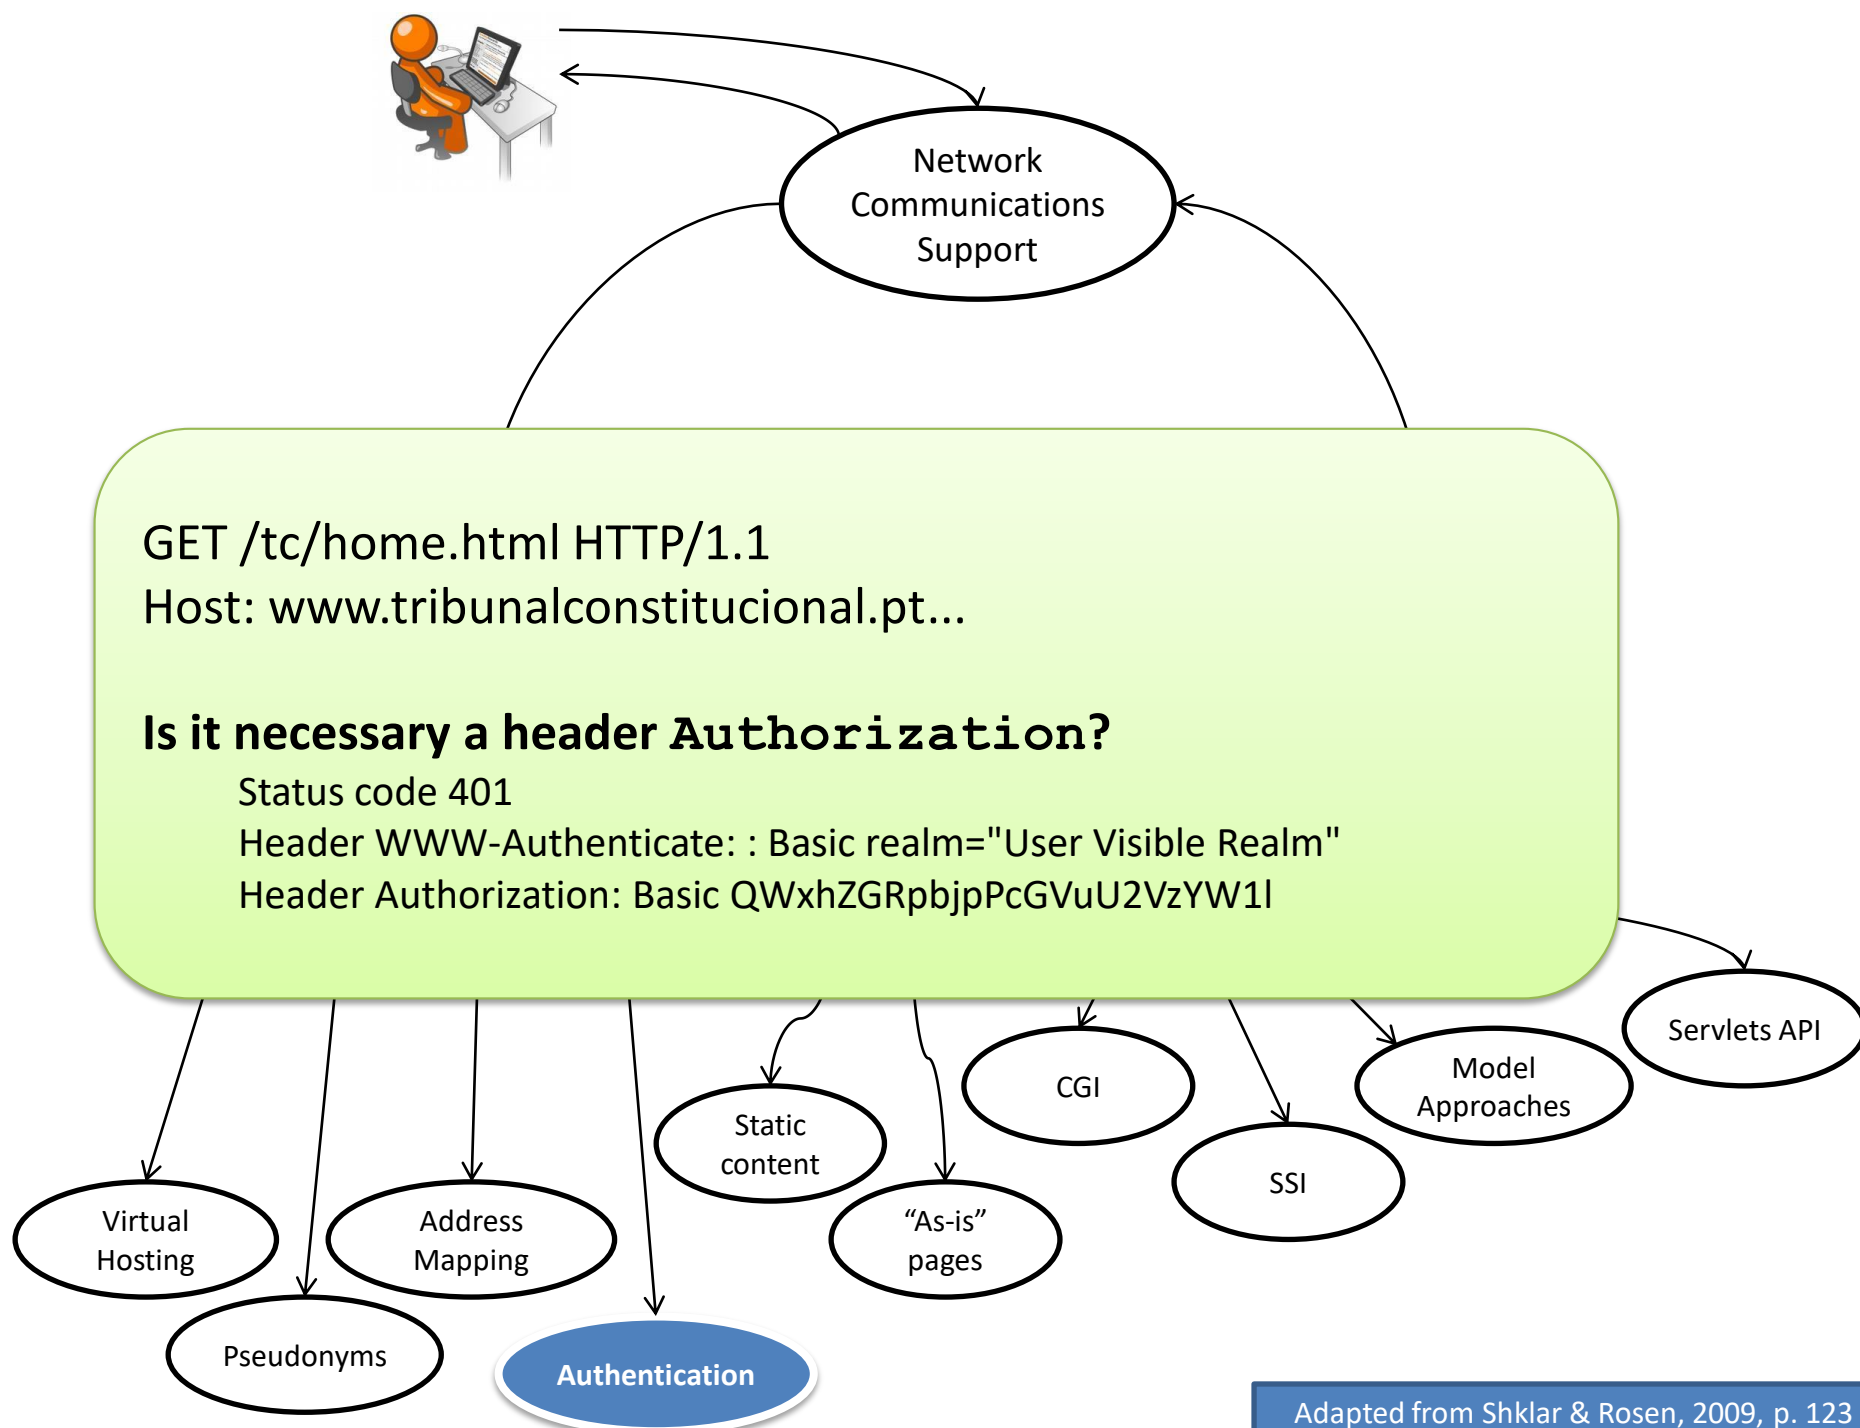 Network
Communications
Support
GET /tc/home.html HTTP/1.1
Host: www.tribunalconstitucional.pt...
Is it necessary a header Authorization?
Status code 401
Header WWW-Authenticate: : Basic realm="User Visible Realm"
Header Authorization: Basic QWxhZGRpbjpPcGVuU2VzYW1l
Servlets API
Model
Approaches
CGI
Static
content
SSI
Virtual
Hosting
Address
Mapping
“As-is”
pages
Pseudonyms
Authentication
Adapted from Shklar & Rosen, 2009, p. 123